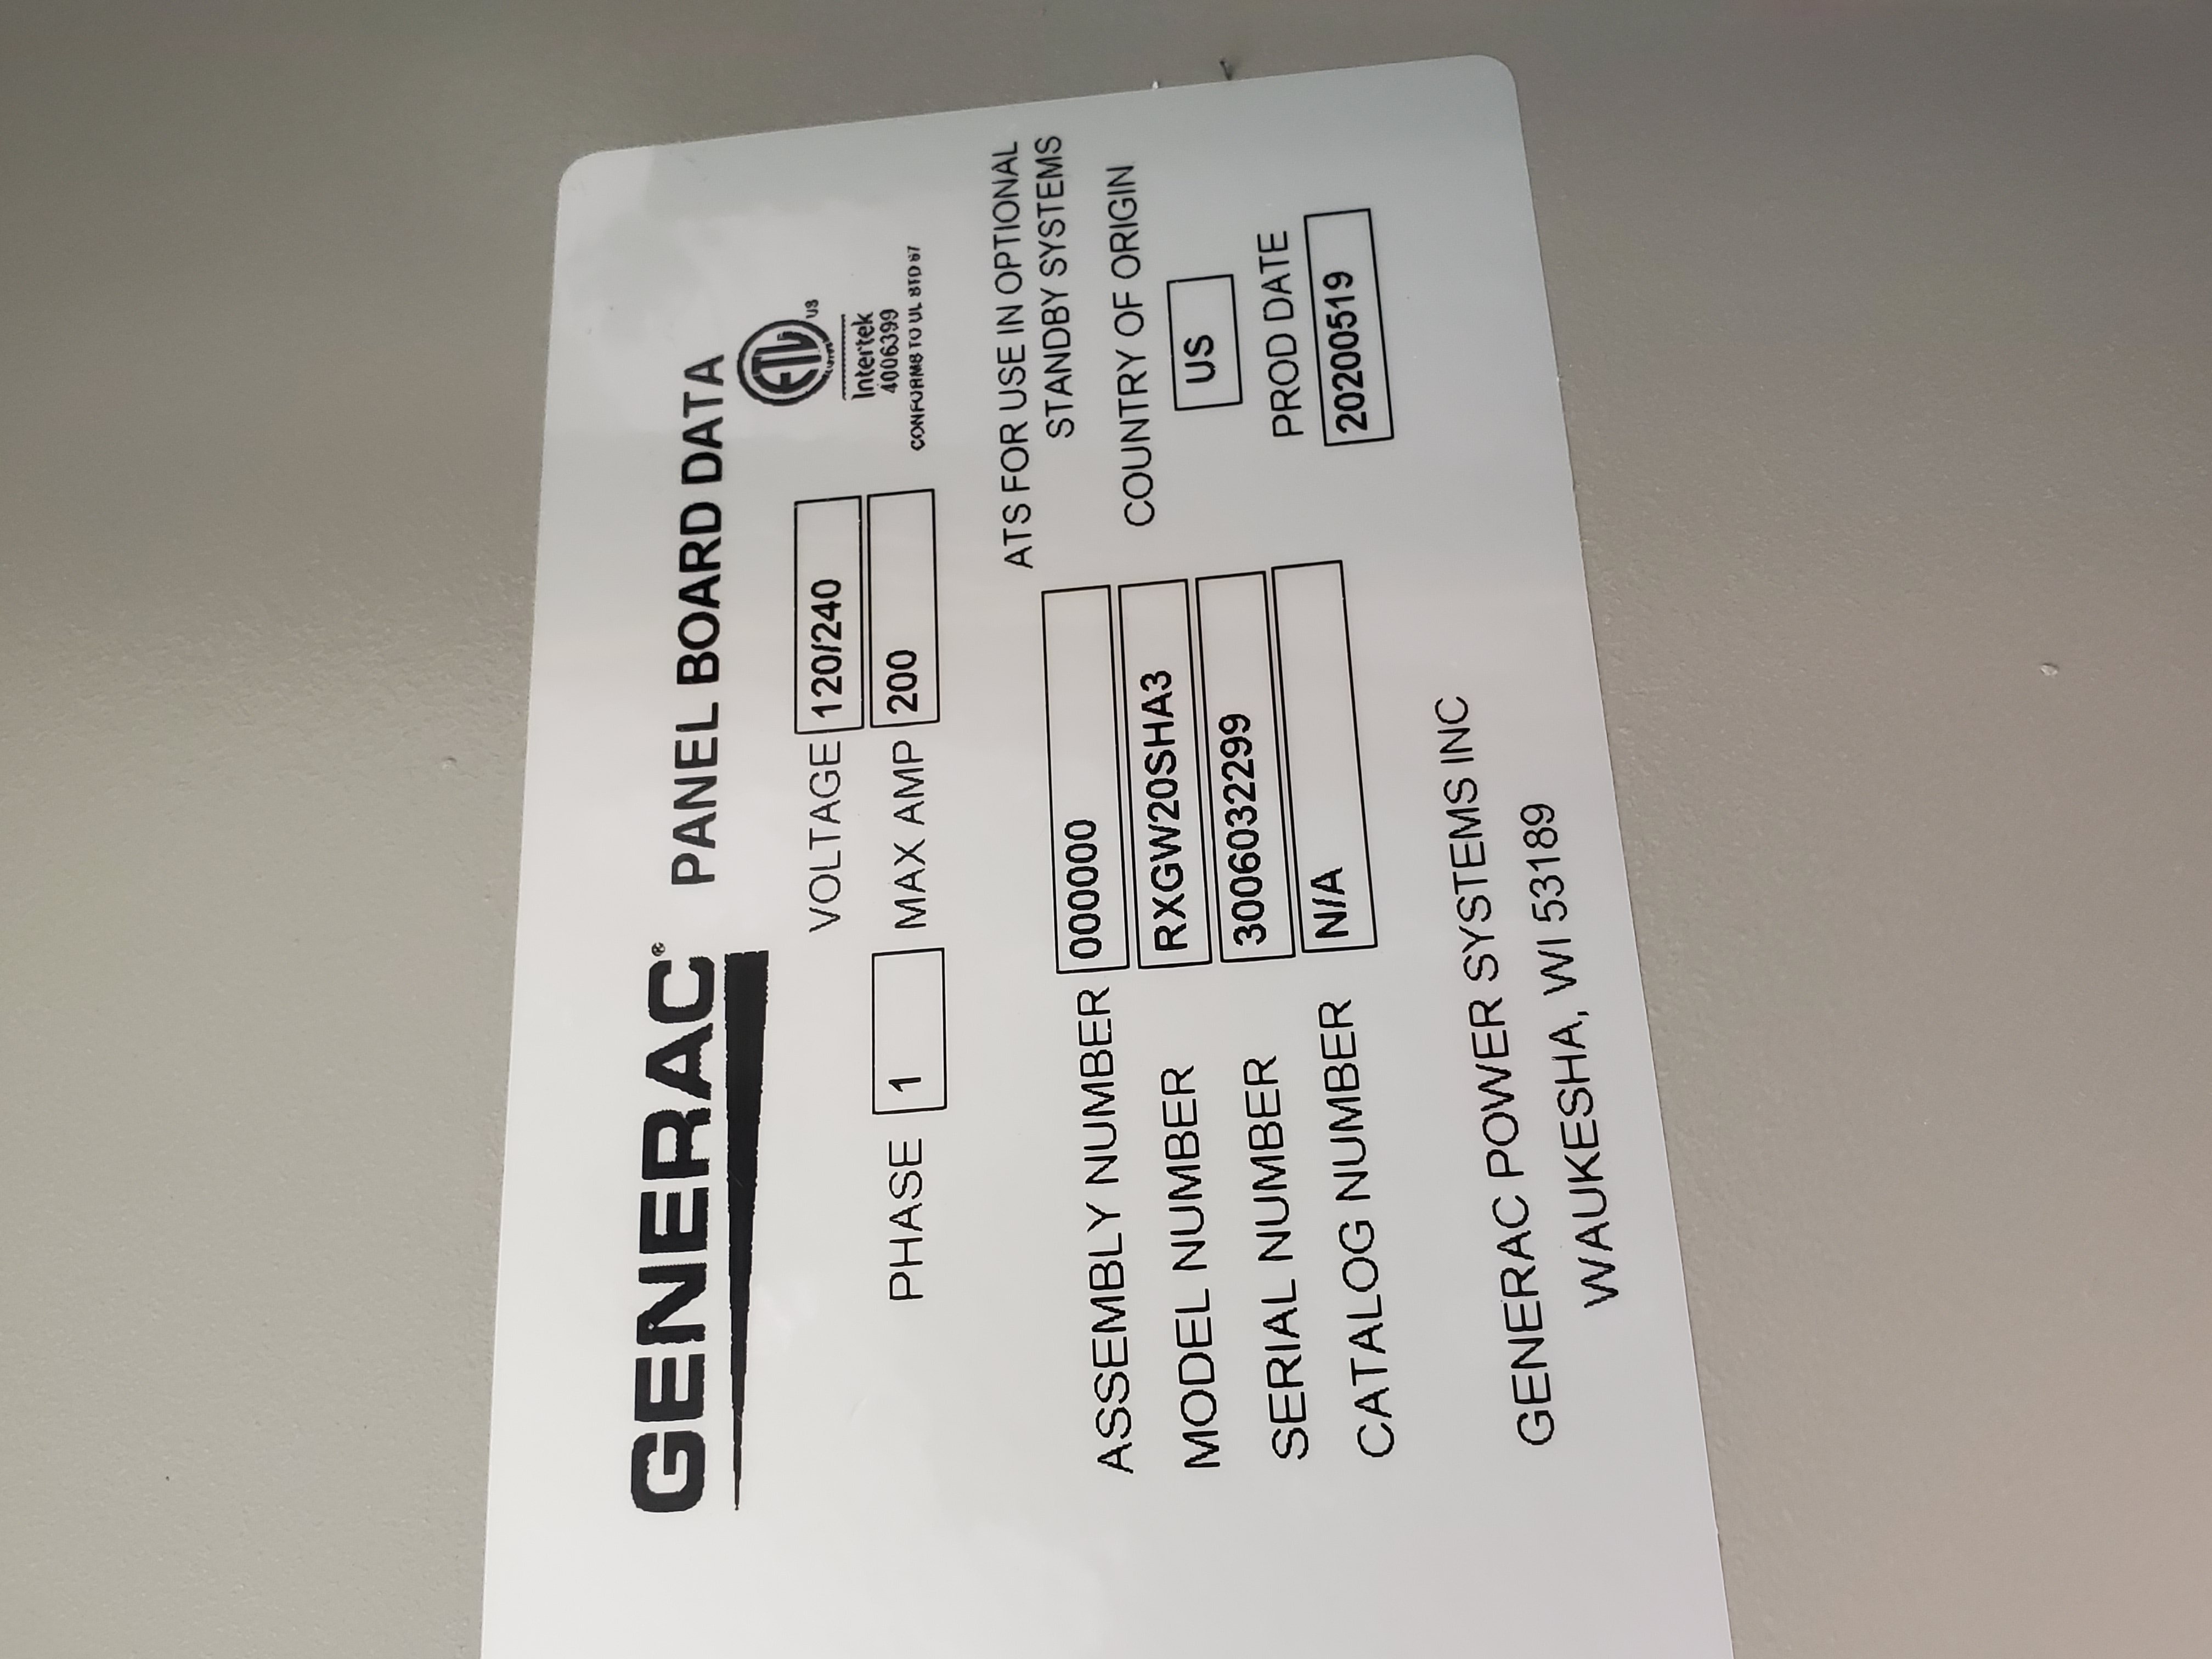 GENERAC® PANEL BOARD DATA
VOLTAGE 120/240
PHASE 1 MAX AMP 200
ETL US
LISTED
Intertek
4006399
CONFORMS TO UL STD 67
ATS FOR USE IN OPTIONAL
STANDBY SYSTEMS
ASSEMBLY NUMBER 000000
MODEL NUMBER RXGW20SHA3
SERIAL NUMBER 3006032299
CATALOG NUMBER N/A
COUNTRY OF ORIGIN
US
PROD DATE
20200519
GENERAC POWER SYSTEMS INC
WAUKESHA, WI 53189